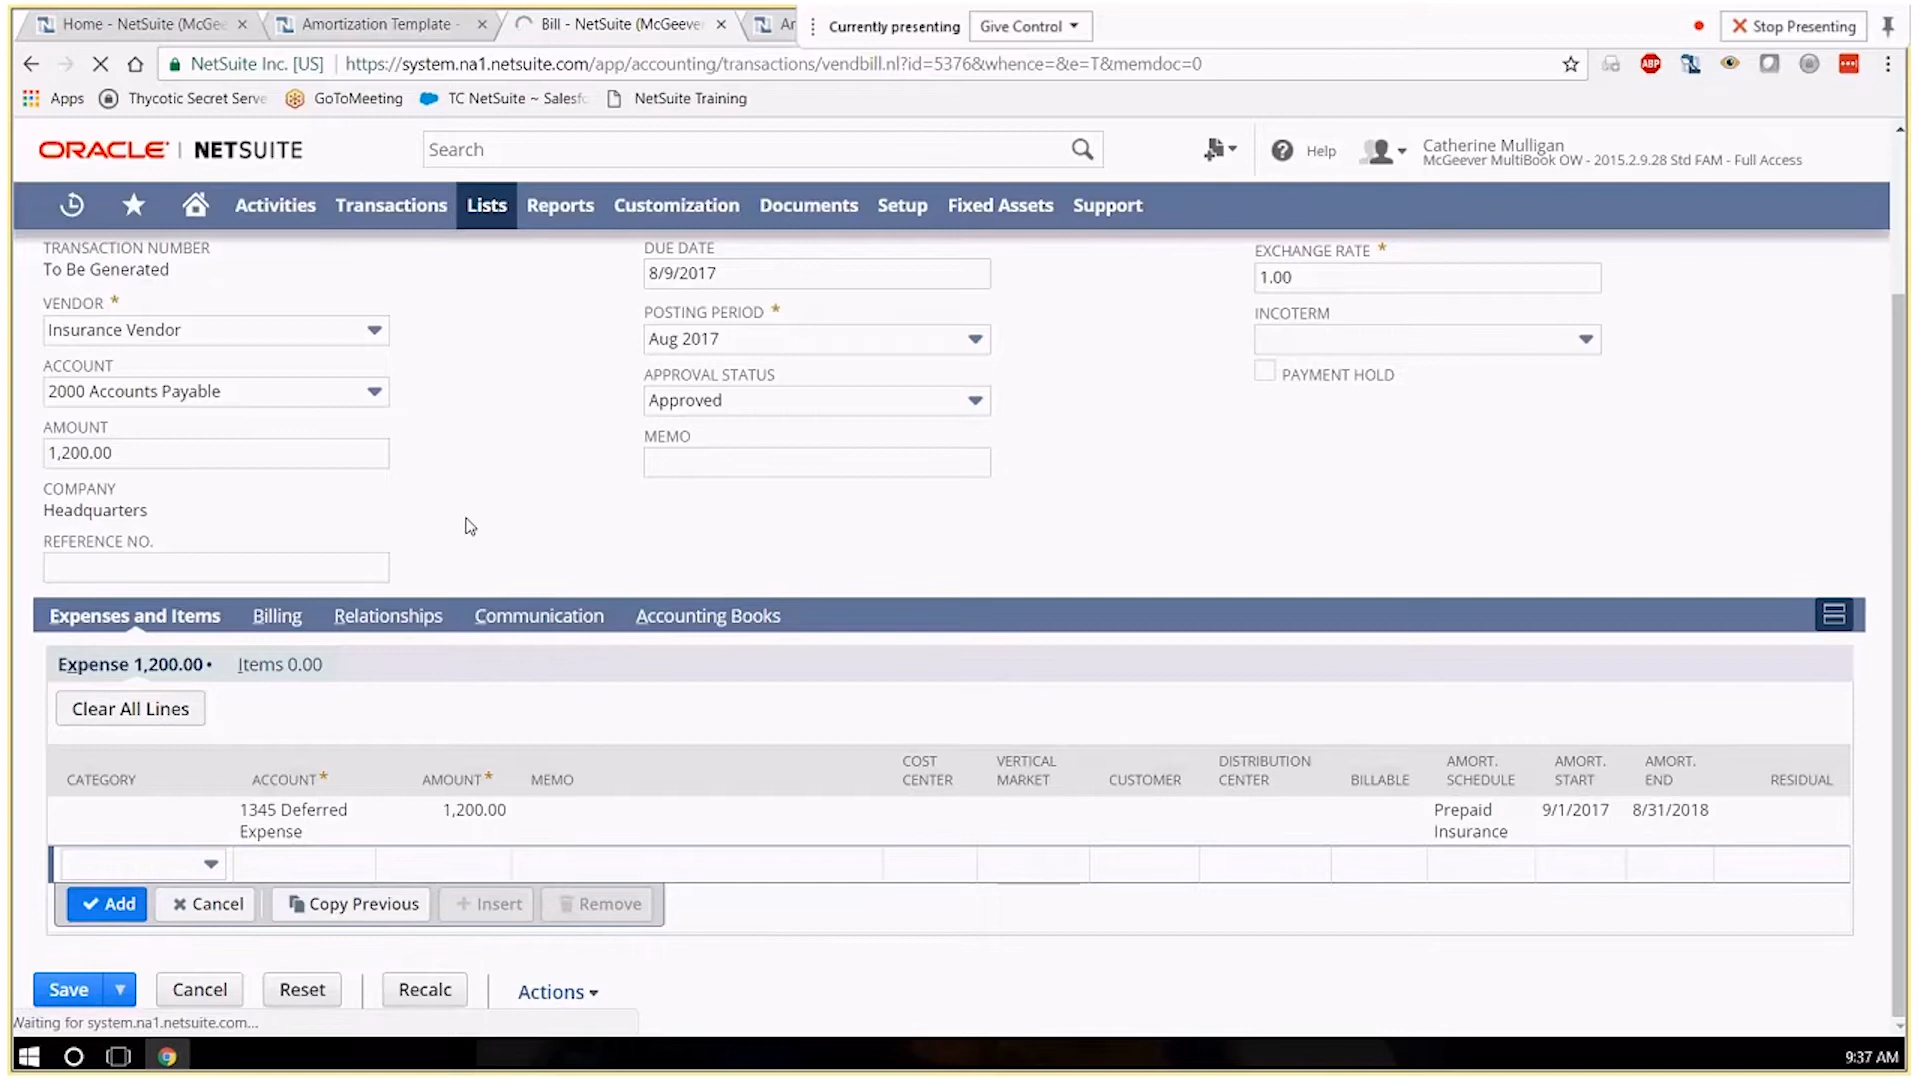 Home - NetSuite (McGee
Amortization Template -
Bill - NetSuite (McGeever
Currently presenting
Give Control
Stop Presenting
NetSuite Inc. [US]
https://system.na1.netsuite.com/app/accounting/transactions/vendbill.nl?id=5376&whence=&e=T&memdoc=0
ABP
Apps
Thycotic Secret Serve
GoToMeeting
TC NetSuite ~ Salesfo
NetSuite Training
ORACLE | NETSUITE
Search
Help
Catherine Mulligan
McGeever MultiBook OW - 2015.2.9.28 Std FAM - Full Access
Activities
Transactions
Lists
Reports
Customization
Documents
Setup
Fixed Assets
Support
TRANSACTION NUMBER
To Be Generated
VENDOR *
Insurance Vendor
ACCOUNT
2000 Accounts Payable
AMOUNT
1,200.00
COMPANY
Headquarters
REFERENCE NO.
DUE DATE
8/9/2017
POSTING PERIOD *
Aug 2017
APPROVAL STATUS
Approved
MEMO
EXCHANGE RATE *
1.00
INCOTERM
PAYMENT HOLD
Expenses and Items
Billing
Relationships
Communication
Accounting Books
Expense 1,200.00 •
Items 0.00
Clear All Lines
CATEGORY
ACCOUNT *
AMOUNT *
MEMO
COST
CENTER
VERTICAL
MARKET
CUSTOMER
DISTRIBUTION
CENTER
BILLABLE
AMORT.
SCHEDULE
AMORT.
START
AMORT.
END
RESIDUAL
1345 Deferred
Expense
1,200.00
Prepaid
Insurance
9/1/2017
8/31/2018
Add
Cancel
Copy Previous
Insert
Remove
Save
Cancel
Reset
Recalc
Actions
Waiting for system.na1.netsuite.com...
9:37 AM